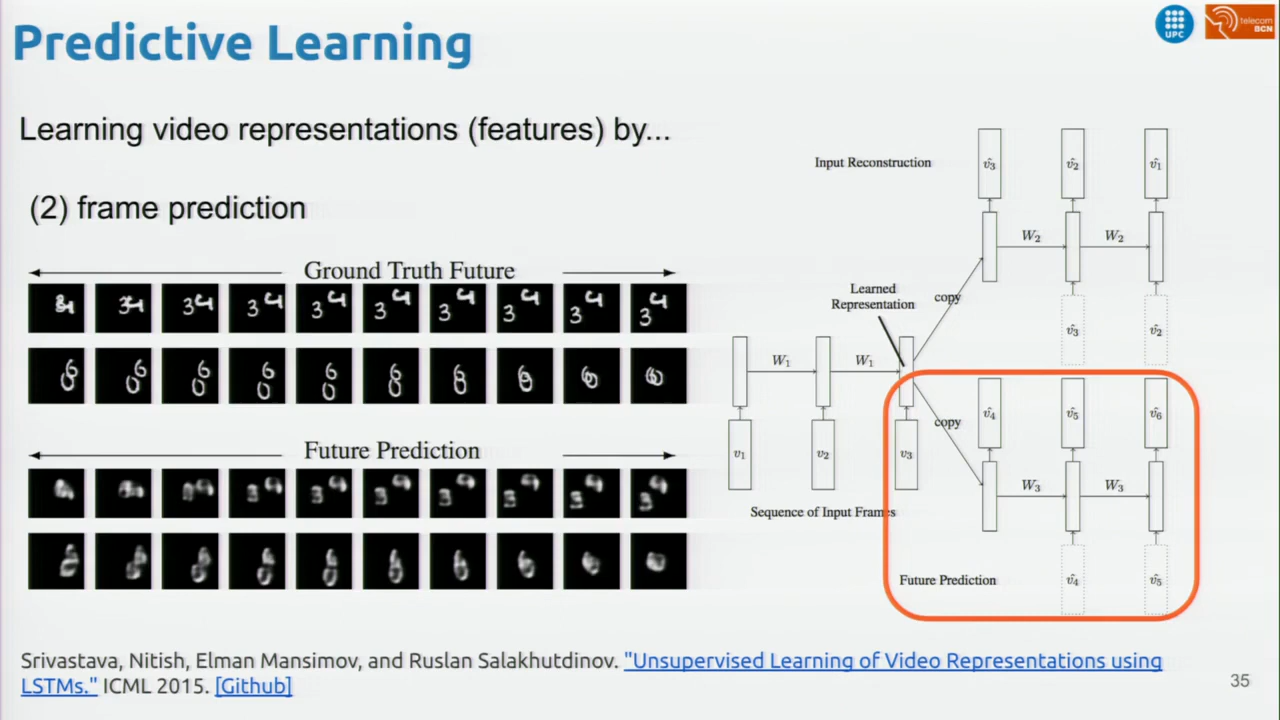 Predictive Learning
UPC
telecom
BCN
Learning video representations (features) by...
(2) frame prediction
Ground Truth Future
Future Prediction
Input Reconstruction
v̂3
v̂2
v̂1
W2
W2
Learned
Representation
copy
v̂3
v̂2
W1
W1
v1
v2
v3
Sequence of Input Frames
copy
v̂4
v̂5
v̂6
W3
W3
Future Prediction
v̂4
v̂5
Srivastava, Nitish, Elman Mansimov, and Ruslan Salakhutdinov. "Unsupervised Learning of Video Representations using
LSTMs." ICML 2015. [Github]
35